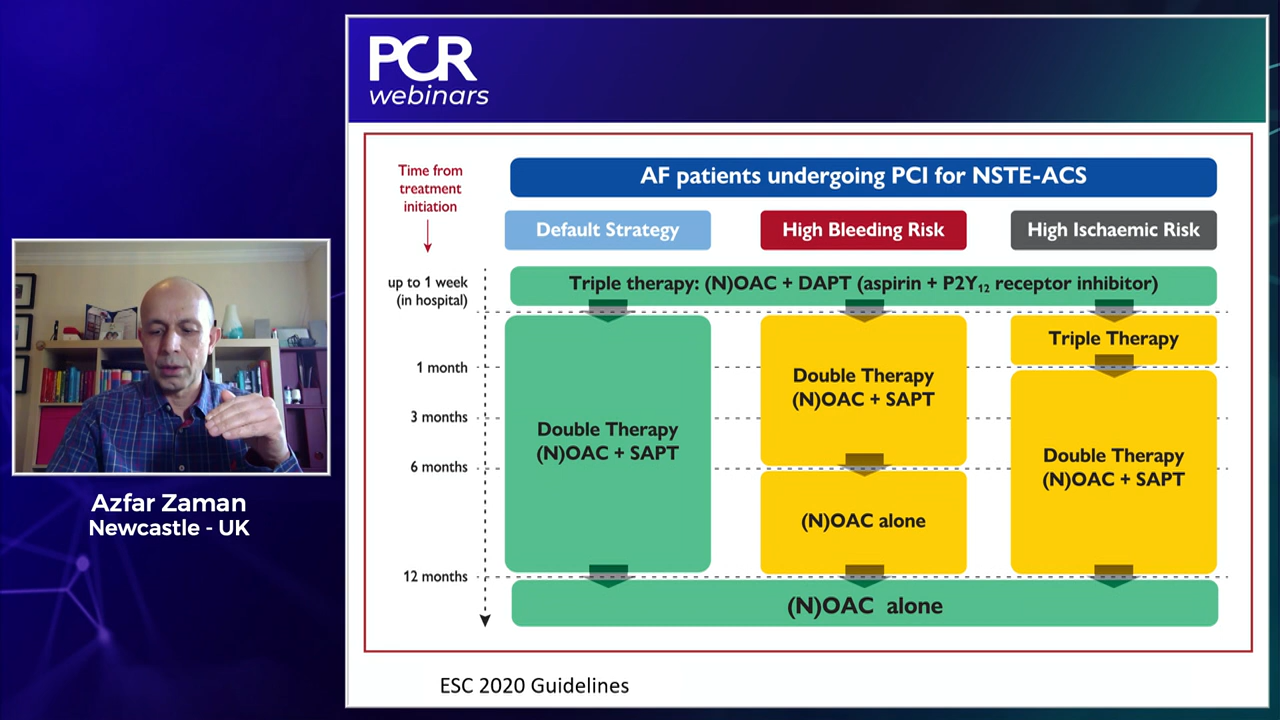 PCR
webinars
Time from
treatment
initiation
AF patients undergoing PCI for NSTE-ACS
Default Strategy
High Bleeding Risk
High Ischaemic Risk
up to 1 week
(in hospital)
Triple therapy: (N)OAC + DAPT (aspirin + P2Y₁₂ receptor inhibitor)
Triple Therapy
1 month
Double Therapy
(N)OAC + SAPT
3 months
Double Therapy
(N)OAC + SAPT
Double Therapy
(N)OAC + SAPT
6 months
(N)OAC alone
12 months
(N)OAC alone
Azfar Zaman
Newcastle - UK
ESC 2020 Guidelines